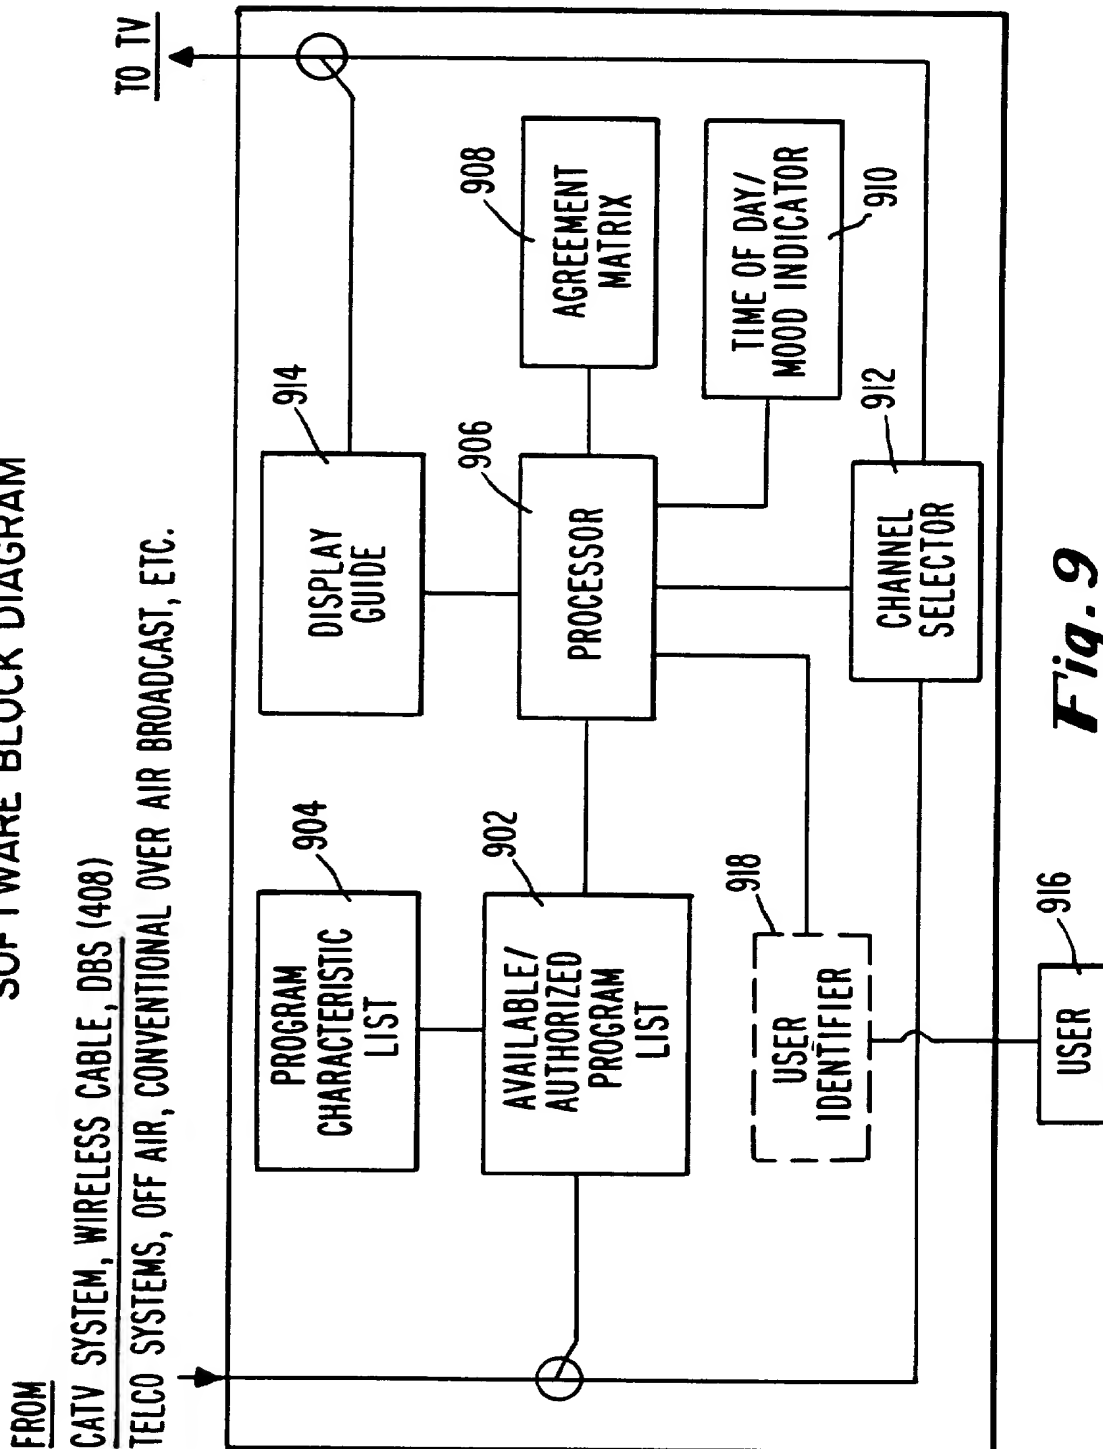 SOFTWARE BLOCK DIAGRAM
FROM
CATV SYSTEM, WIRELESS CABLE, DBS (408)
TELCO SYSTEMS, OFF AIR, CONVENTIONAL OVER AIR BROADCAST, ETC.
TO TV
904
PROGRAM
CHARACTERISTIC
LIST
914
DISPLAY
GUIDE
902
AVAILABLE/
AUTHORIZED
PROGRAM
LIST
906
PROCESSOR
908
AGREEMENT
MATRIX
918
USER
IDENTIFIER
TIME OF DAY/
MOOD INDICATOR
910
912
CHANNEL
SELECTOR
916
USER
Fig. 9